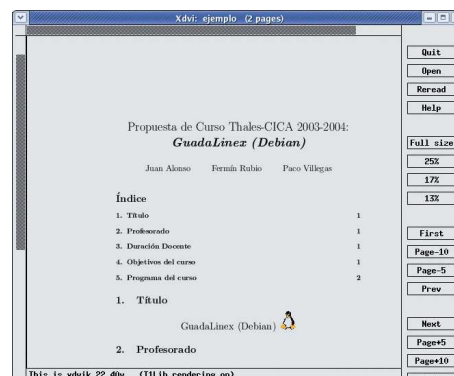 Xdvi: ejemplo (2 pages)
Quit
Open
Reread
Help
Full size
25%
17%
13%
First
Page-10
Page-5
Prev
Next
Page+5
Page+10
Propuesta de Curso Thales-CICA 2003-2004:
GuadaLinex (Debian)
Juan Alonso Fermín Rubio Paco Villegas
Índice
1. Título 1
2. Profesorado 1
3. Duración Docente 1
4. Objetivos del curso 1
5. Programa del curso 2
1. Título
GuadaLinex (Debian)
2. Profesorado
This is xdvik 22.40w (T1lib rendering on)